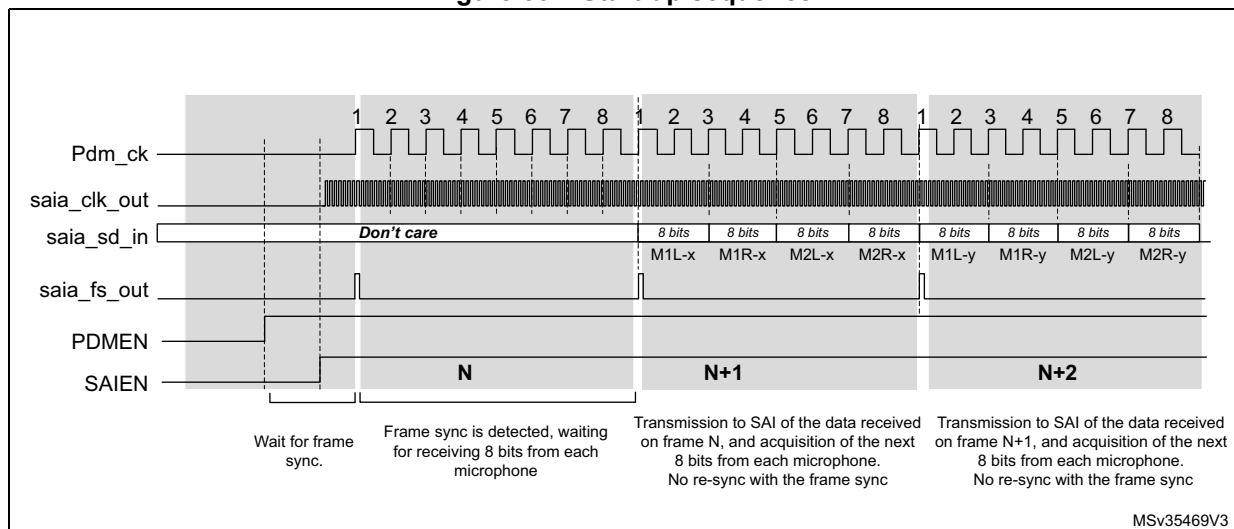 1 2 3 4 5 6 7 8 1 2 3 4 5 6 7 8 1 2 3 4 5 6 7 8
Pdm_ck
saia_clk_out
saia_sd_in
Don't care
8 bits 8 bits 8 bits 8 bits 8 bits 8 bits 8 bits 8 bits
M1L-x M1R-x M2L-x M2R-x M1L-y M1R-y M2L-y M2R-y
saia_fs_out
PDMEN
SAIEN
N N+1 N+2
Wait for frame
sync.
Frame sync is detected, waiting
for receiving 8 bits from each
microphone
Transmission to SAI of the data received
on frame N, and acquisition of the next
8 bits from each microphone.
No re-sync with the frame sync
Transmission to SAI of the data received
on frame N+1, and acquisition of the next
8 bits from each microphone.
No re-sync with the frame sync
MSv35469V3